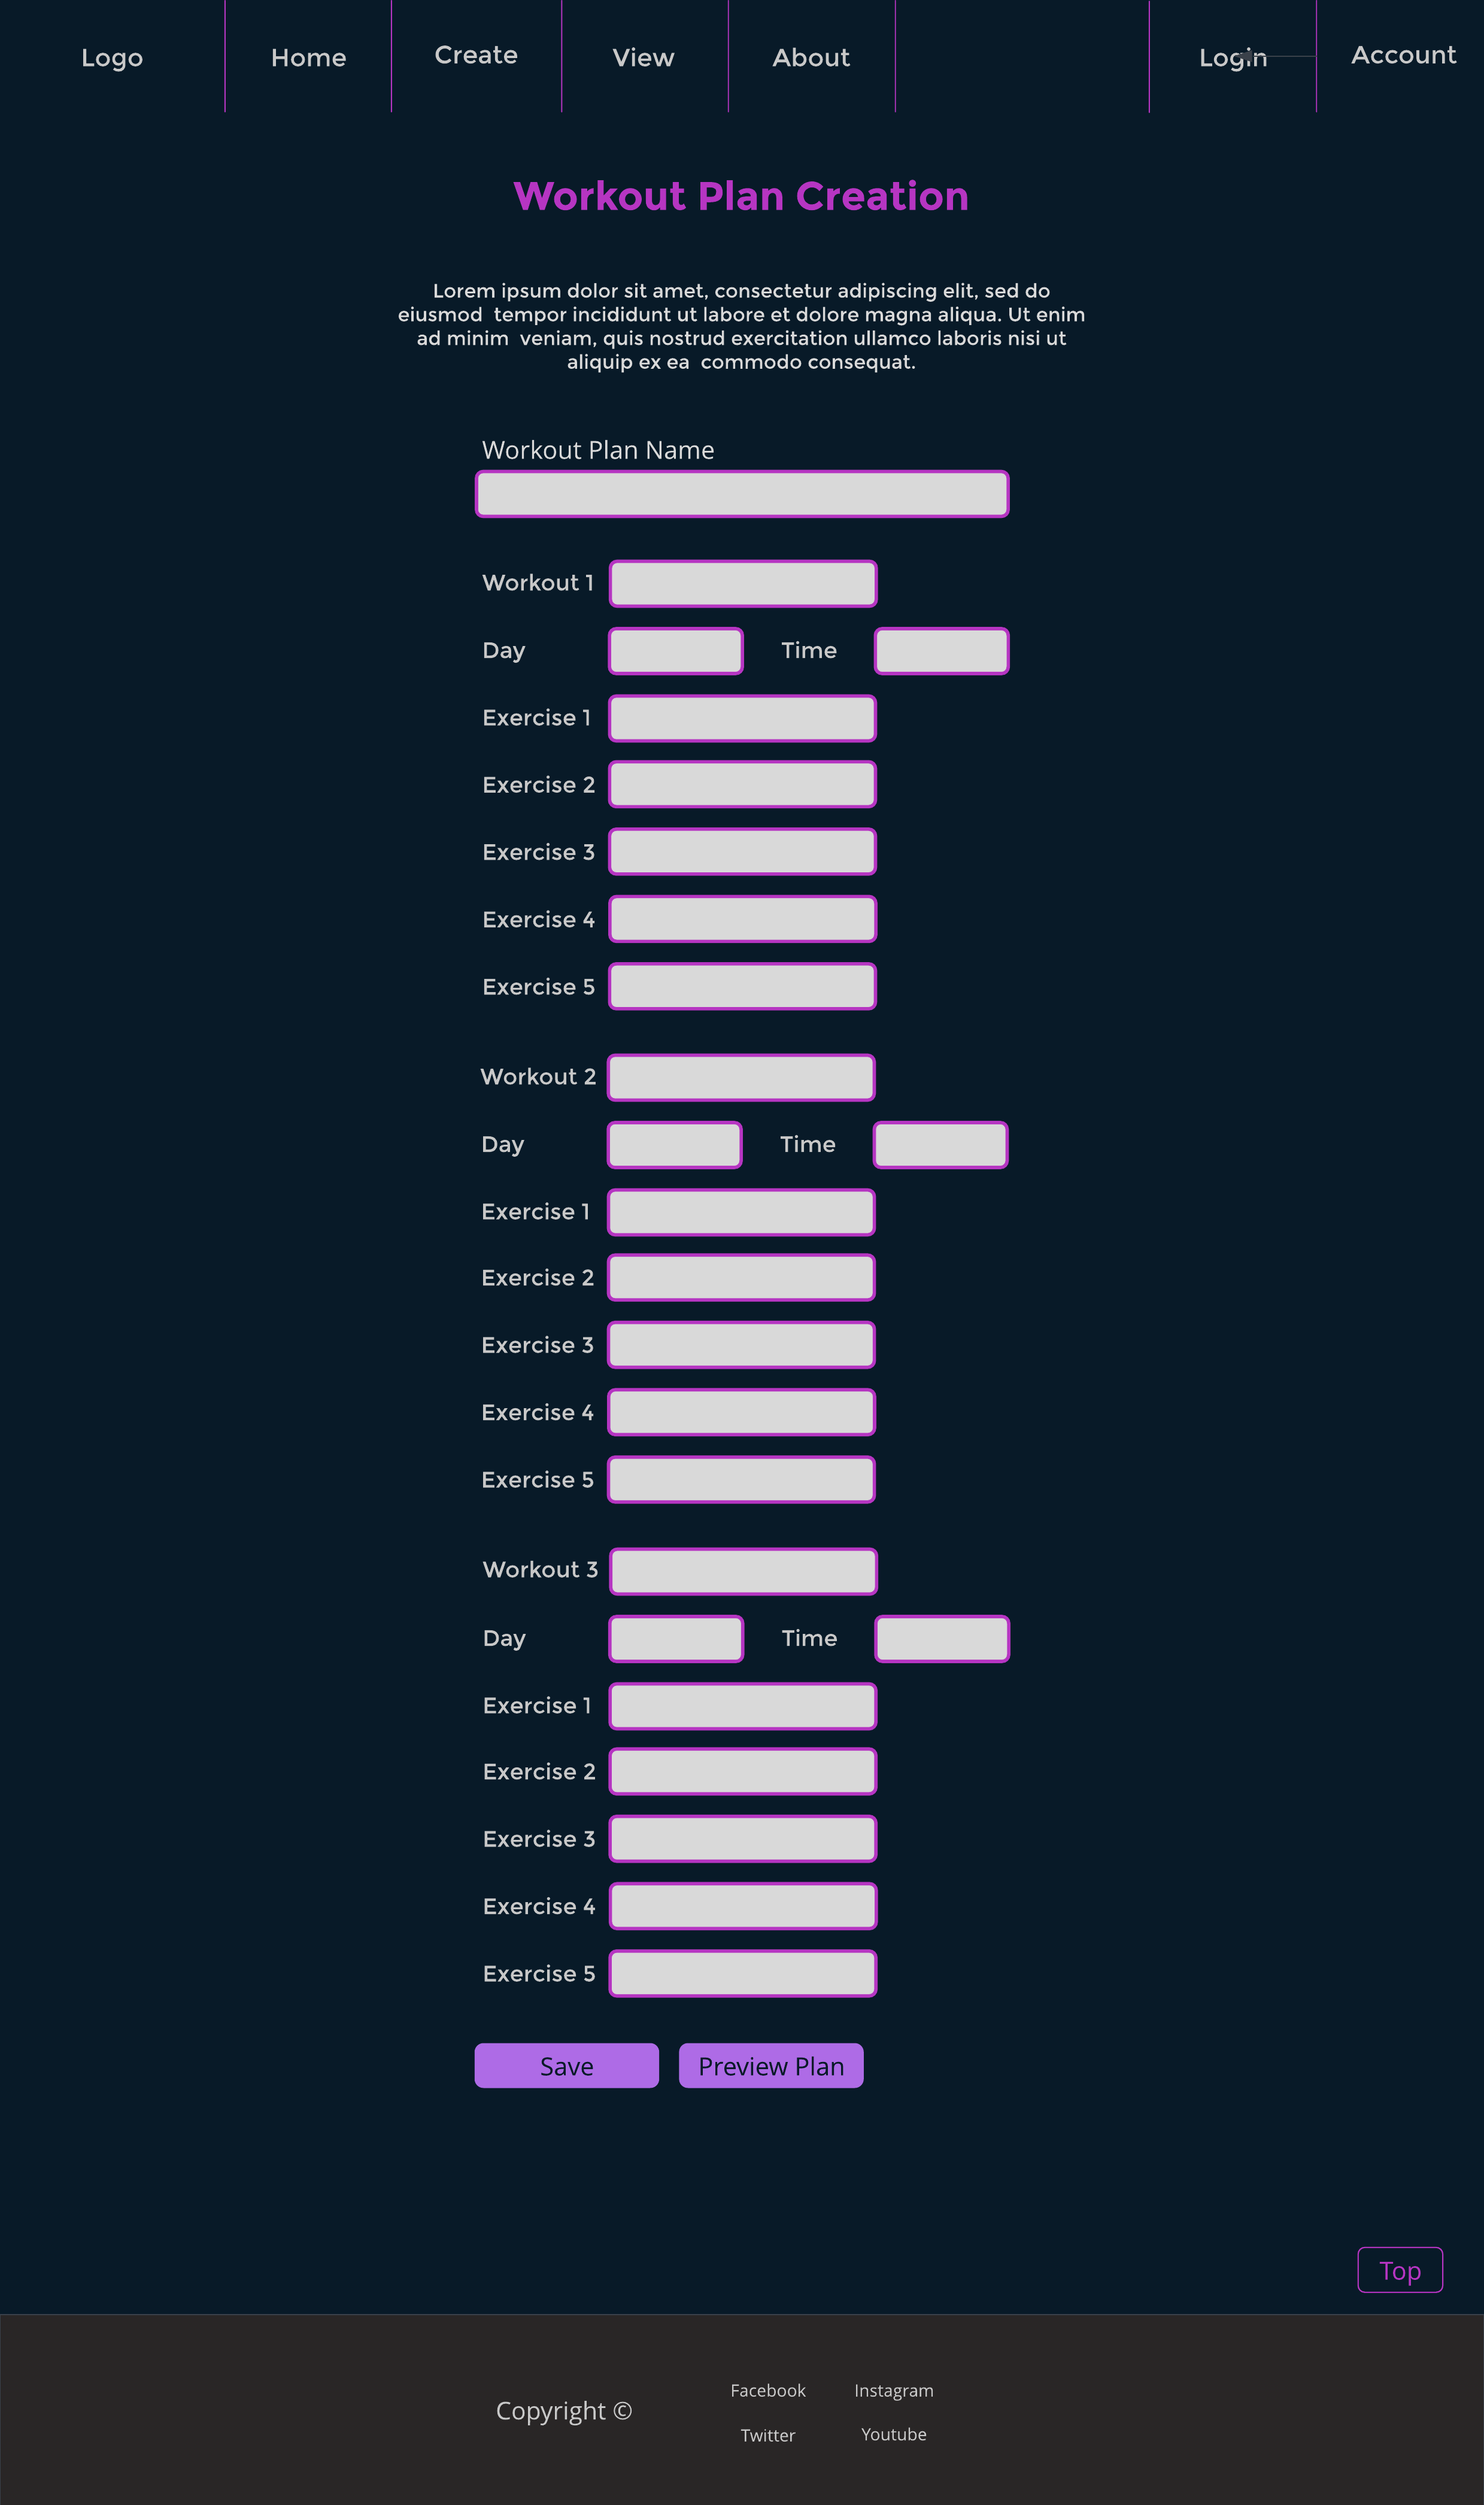 Logo
Home
Create
View
About
Login
Account
Workout Plan Creation
Lorem ipsum dolor sit amet, consectetur adipiscing elit, sed do
eiusmod tempor incididunt ut labore et dolore magna aliqua. Ut enim
ad minim veniam, quis nostrud exercitation ullamco laboris nisi ut
aliquip ex ea commodo consequat.
Workout Plan Name
Workout 1
Day
Time
Exercise 1
Exercise 2
Exercise 3
Exercise 4
Exercise 5
Workout 2
Day
Time
Exercise 1
Exercise 2
Exercise 3
Exercise 4
Exercise 5
Workout 3
Day
Time
Exercise 1
Exercise 2
Exercise 3
Exercise 4
Exercise 5
Save
Preview Plan
Top
Copyright ©
Facebook
Instagram
Twitter
Youtube